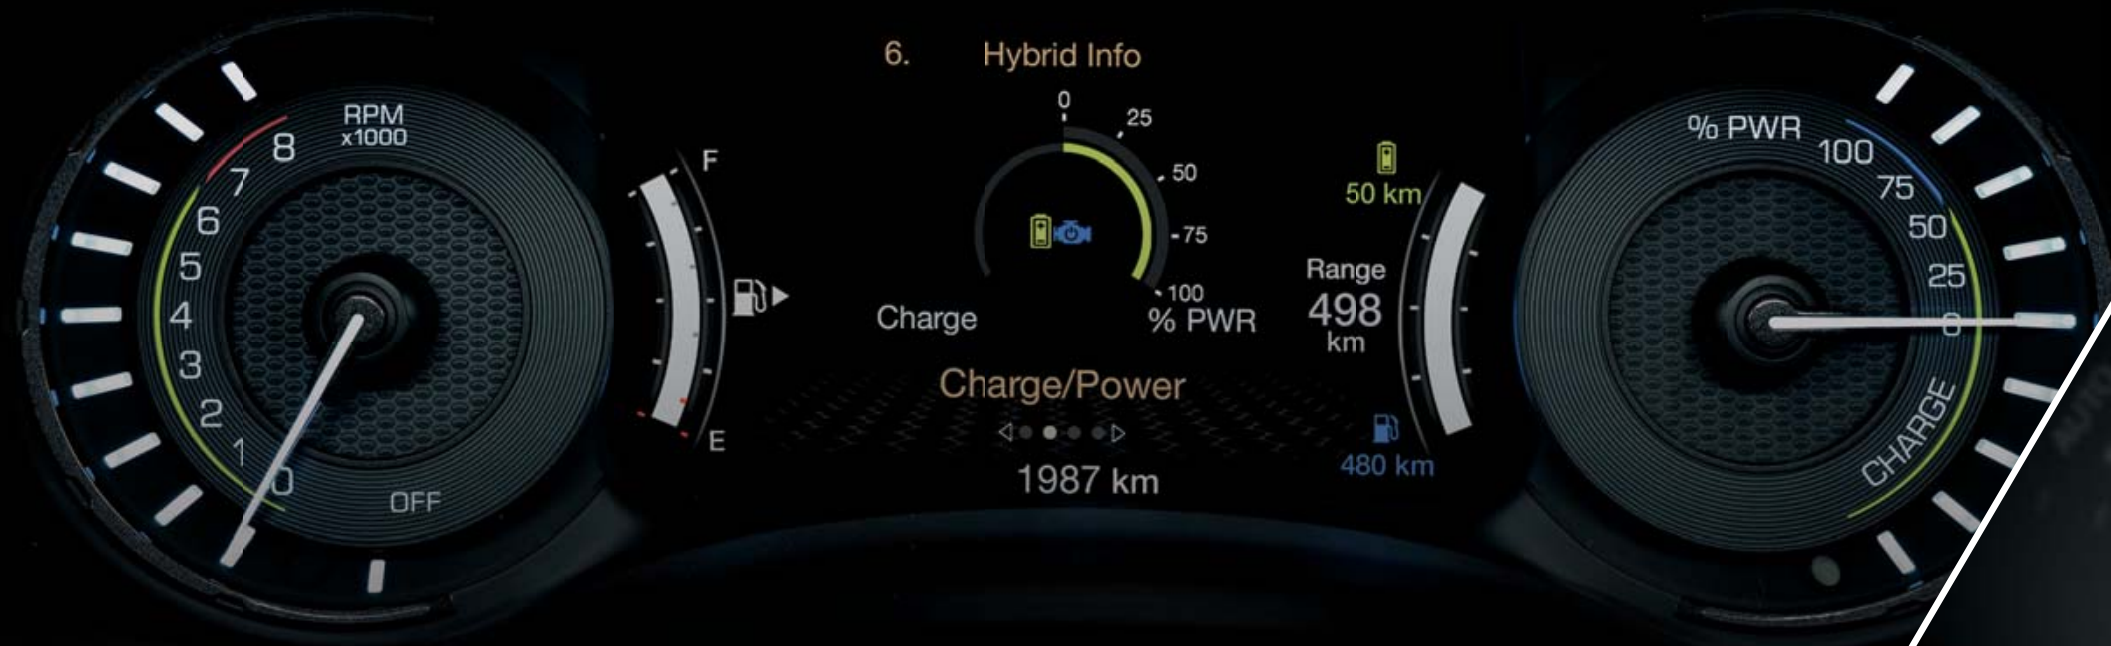 RPM
x1000
8
7
6
5
4
3
2
1
0
OFF
F
E
6. Hybrid Info
0
25
50
75
100
Charge
% PWR
Charge/Power
1987 km
50 km
Range
498
km
480 km
% PWR
100
75
50
25
0
CHARGE